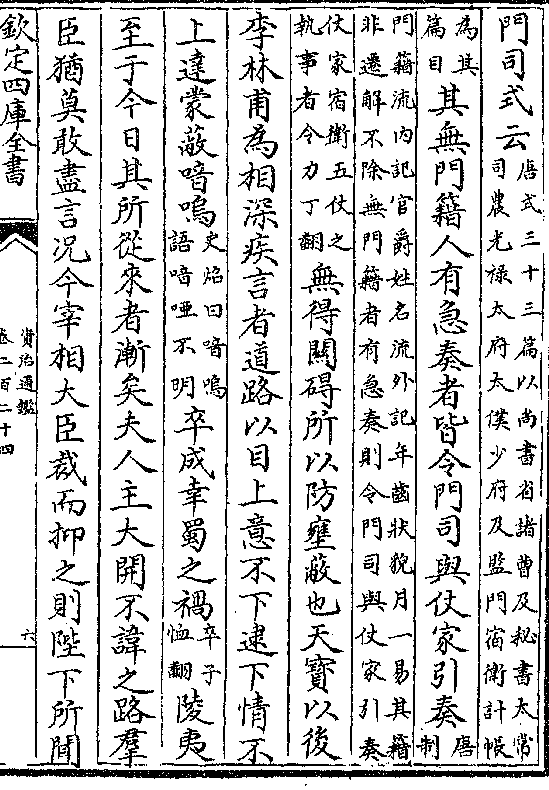 門司式云唐式三十三篇以尚書省諸曹及秘書太常司農光祿太府太僕少府及監門宿衛計帳
為其篇目其無門籍人有急奏者皆令門司與仗家引奏唐制
門籍流内記官爵姓名流外記年齒狀貌月一易其籍非遷解不除無門籍者有急奏則令門司與仗家引奏
仗家宿衛五仗之執事者令力丁翻無得關碍所以防壅蔽也天寶以後
李林甫為相深疾言者道路以目上意不下逮下情不
上達蒙蔽喑嗚史炤曰喑嗚語喑啞不明卒成幸蜀之禍卒子恤翻陵夷
至于今日其所從來者漸矣夫人主大開不諱之路羣
臣猶莫敢盡言况今宰相大臣裁而抑之則陛下所聞
欽定四庫全書
資治通鑑
卷二百二十四
六